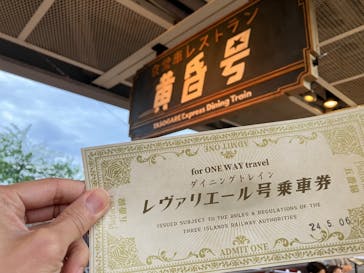 食堂車レストラン
黄昏号
TASOGARE Express Dining Train
ADMIT ONE
for ONE WAY travel
ダイニングトレイン
レヴァリエール号乗車券
ISSUED SUBJECT TO THE RULES & REGULATIONS OF THE
THREE ISLANDS RAILWAY AUTHORITIES
24.5.06
ADMIT ONE